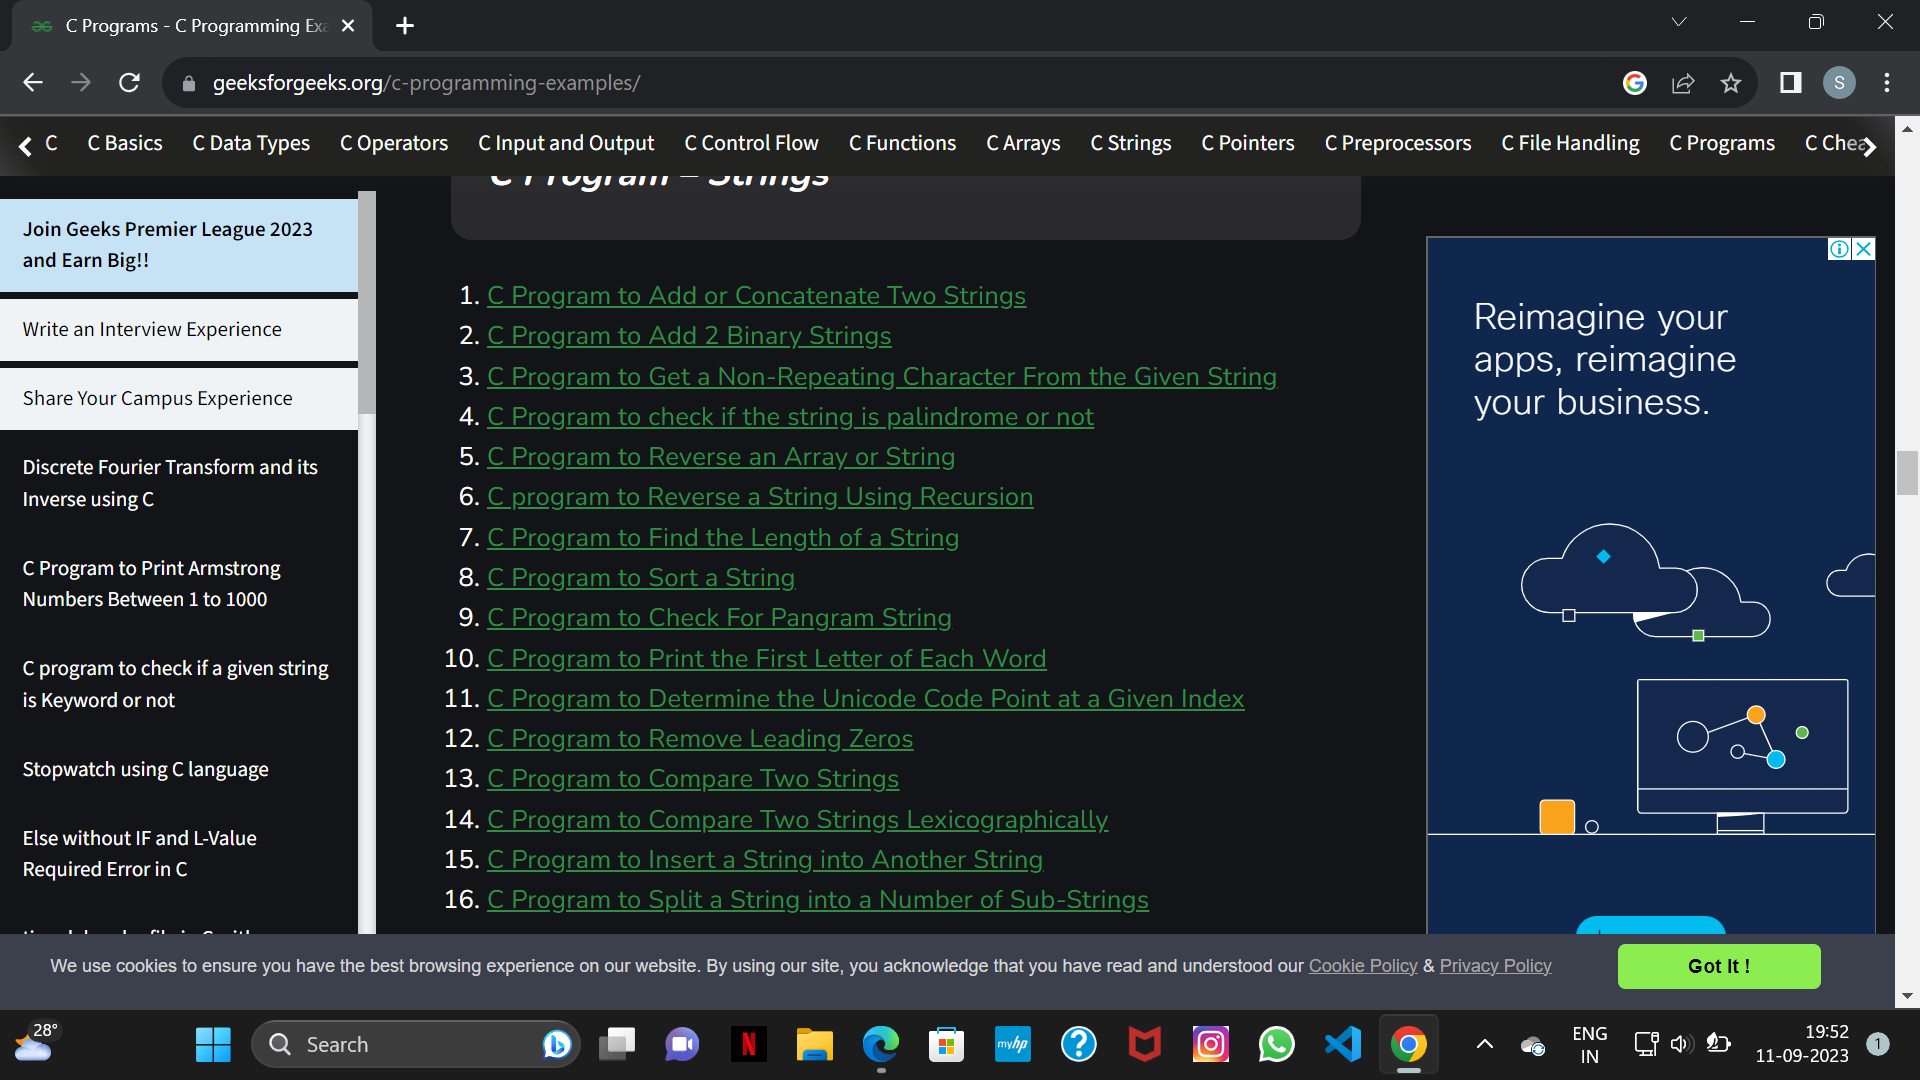 C Programs - C Programming Exa
geeksforgeeks.org/c-programming-examples/
S
C
C Basics
C Data Types
C Operators
C Input and Output
C Control Flow
C Functions
C Arrays
C Strings
C Pointers
C Preprocessors
C File Handling
C Programs
C Chea
C Program – Strings
Join Geeks Premier League 2023
and Earn Big!!
Write an Interview Experience
Share Your Campus Experience
Discrete Fourier Transform and its
Inverse using C
C Program to Print Armstrong
Numbers Between 1 to 1000
C program to check if a given string
is Keyword or not
Stopwatch using C language
Else without IF and L-Value
Required Error in C
1. C Program to Add or Concatenate Two Strings
2. C Program to Add 2 Binary Strings
3. C Program to Get a Non-Repeating Character From the Given String
4. C Program to check if the string is palindrome or not
5. C Program to Reverse an Array or String
6. C program to Reverse a String Using Recursion
7. C Program to Find the Length of a String
8. C Program to Sort a String
9. C Program to Check For Pangram String
10. C Program to Print the First Letter of Each Word
11. C Program to Determine the Unicode Code Point at a Given Index
12. C Program to Remove Leading Zeros
13. C Program to Compare Two Strings
14. C Program to Compare Two Strings Lexicographically
15. C Program to Insert a String into Another String
16. C Program to Split a String into a Number of Sub-Strings
Reimagine your
apps, reimagine
your business.
We use cookies to ensure you have the best browsing experience on our website. By using our site, you acknowledge that you have read and understood our Cookie Policy & Privacy Policy
Got It !
28°
Search
N
myhp
ENG
IN
19:52
11-09-2023
1